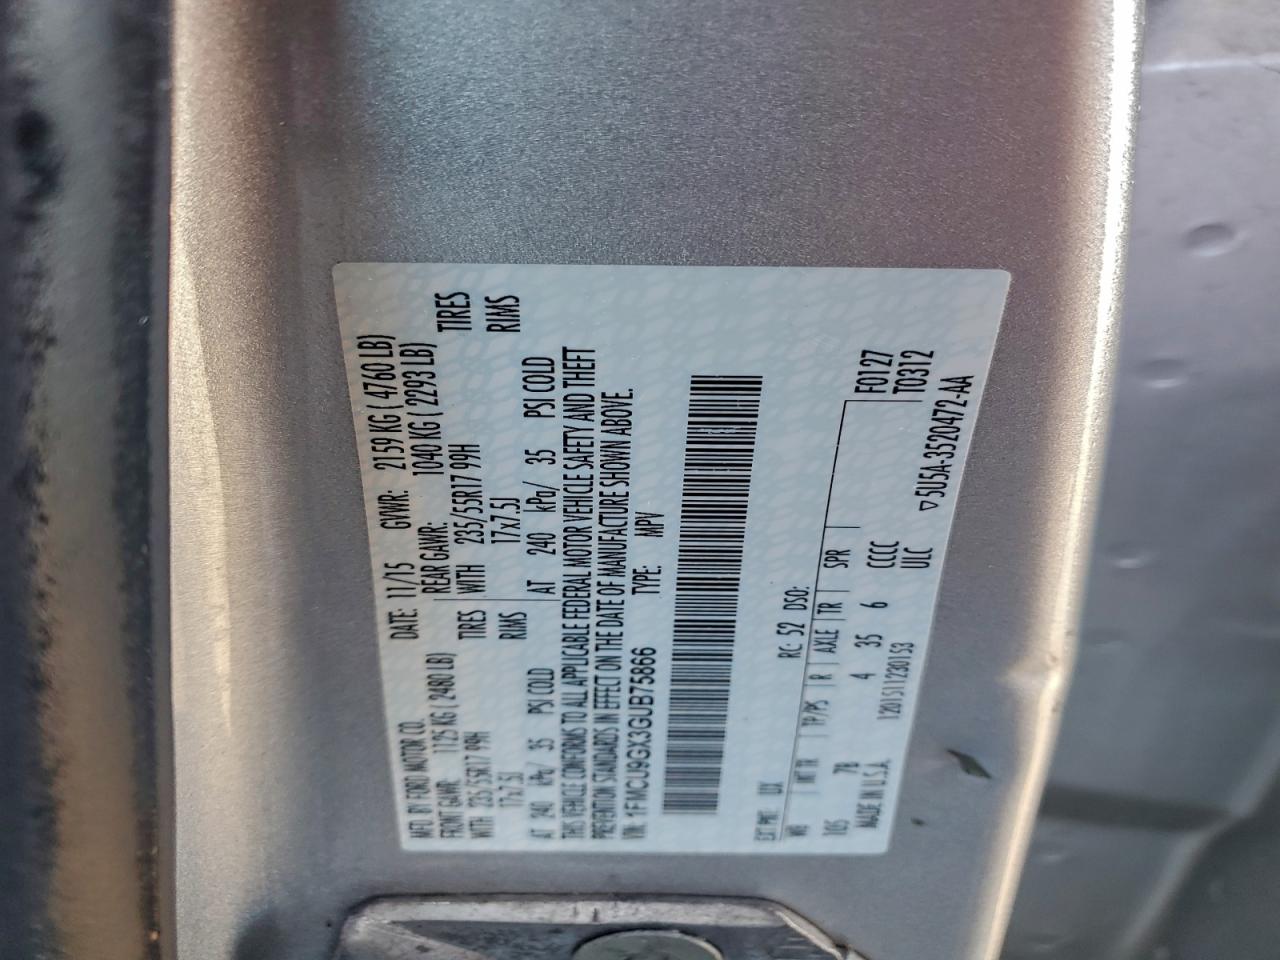 MFD. BY FORD MOTOR CO. DATE: 11/15 GVWR: 2159 KG ( 4760 LB)
FRONT GAWR: 1125 KG ( 2480 LB) REAR GAWR: 1040 KG ( 2293 LB)
WITH 235/55R17 99H TIRES WITH 235/55R17 99H TIRES
17x7.5J RIMS 17x7.5J RIMS
AT 240 kPa/ 35 PSI COLD AT 240 kPa/ 35 PSI COLD
THIS VEHICLE CONFORMS TO ALL APPLICABLE FEDERAL MOTOR VEHICLE SAFETY AND THEFT
PREVENTION STANDARDS IN EFFECT ON THE DATE OF MANUFACTURE SHOWN ABOVE.
VIN: 1FMCU9GX3GUB75866 TYPE: MPV
EXT PNT: UX RC: 52 DSO:
WB INT TR TP/PS R AXLE TR SPR F0127
105 7B 4 35 6 CCCC T0312
ULC
MADE IN U.S.A. 1201511230153 5U5A-3520472-AA